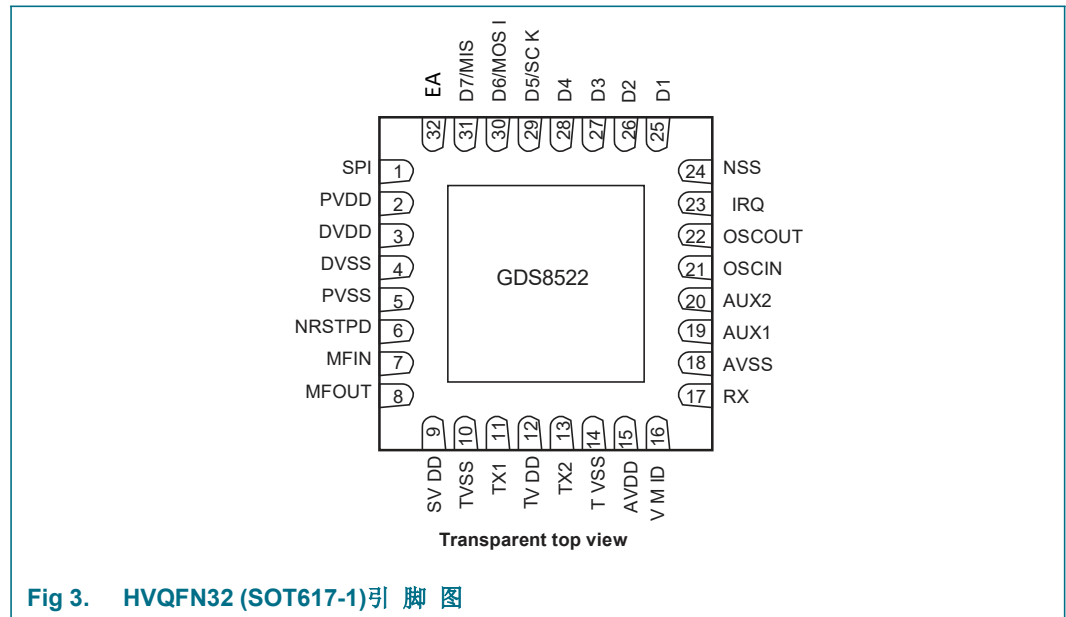 EA
D7/MIS
D6/MOS I
D5/SC K
D4
D3
D2
D1
32
31
30
29
28
27
26
25
SPI 1
PVDD 2
DVDD 3
DVSS 4
PVSS 5
NRSTPD 6
MFIN 7
MFOUT 8
GDS8522
24 NSS
23 IRQ
22 OSCOUT
21 OSCIN
20 AUX2
19 AUX1
18 AVSS
17 RX
9
10
11
12
13
14
15
16
SV DD
TVSS
TX1
TV DD
TX2
T VSS
AVDD
V M ID
Transparent top view
Fig 3. HVQFN32 (SOT617-1)引 脚 图